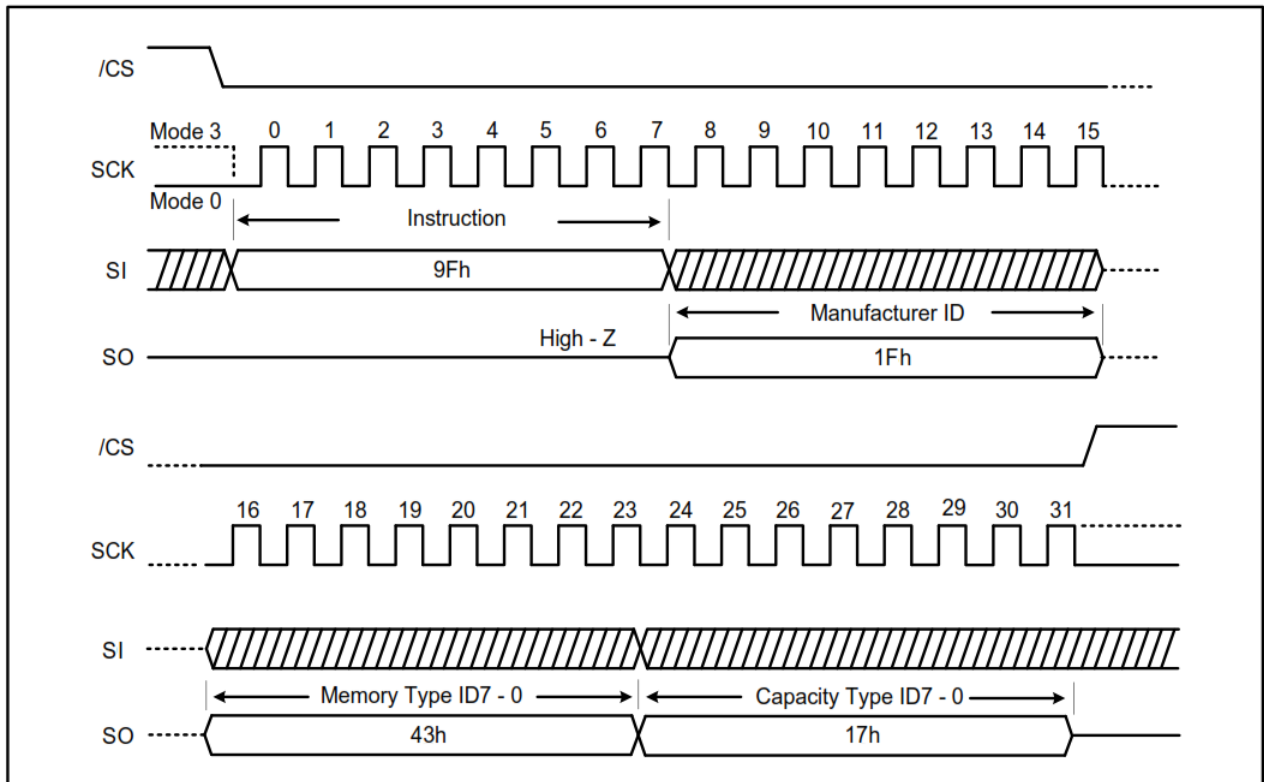 /CS
Mode 3 0 1 2 3 4 5 6 7 8 9 10 11 12 13 14 15
SCK
Mode 0
Instruction
SI 9Fh
Manufacturer ID
High - Z
SO 1Fh
/CS
16 17 18 19 20 21 22 23 24 25 26 27 28 29 30 31
SCK
SI
Memory Type ID7 - 0 Capacity Type ID7 - 0
SO 43h 17h